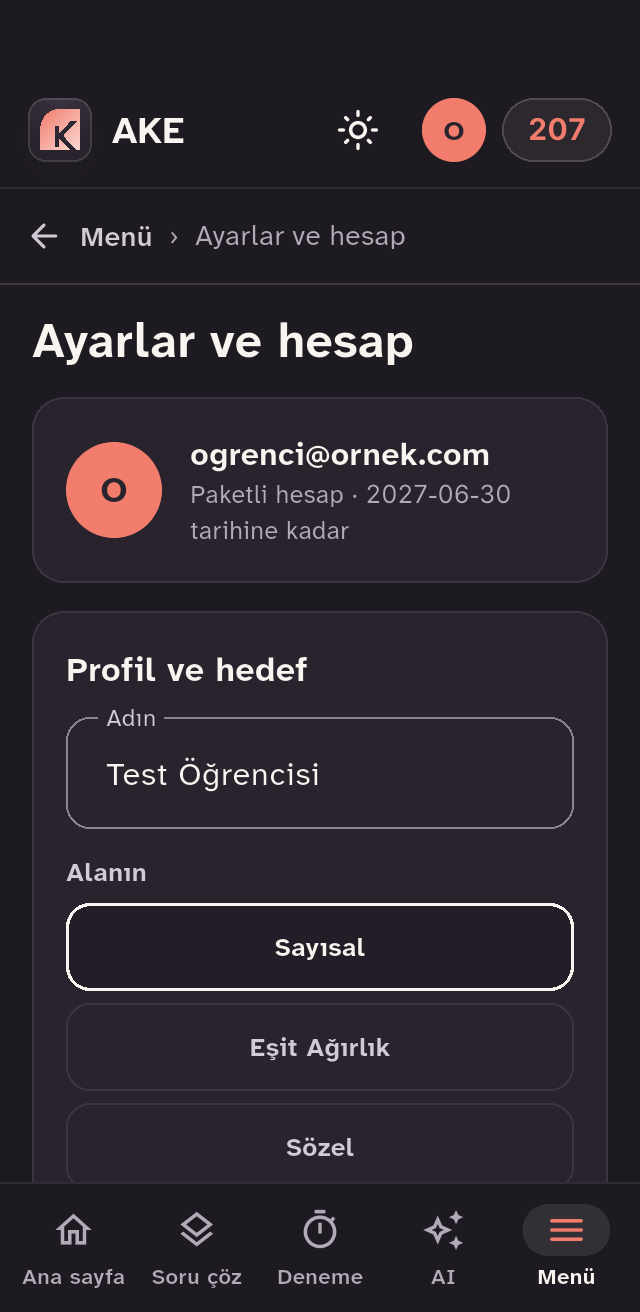 AKE
O
207
Menü › Ayarlar ve hesap
Ayarlar ve hesap
O
ogrenci@ornek.com
Paketli hesap · 2027-06-30
tarihine kadar
Profil ve hedef
Adın
Test Öğrencisi
Alanın
Sayısal
Eşit Ağırlık
Sözel
Ana sayfa
Soru çöz
Deneme
AI
Menü